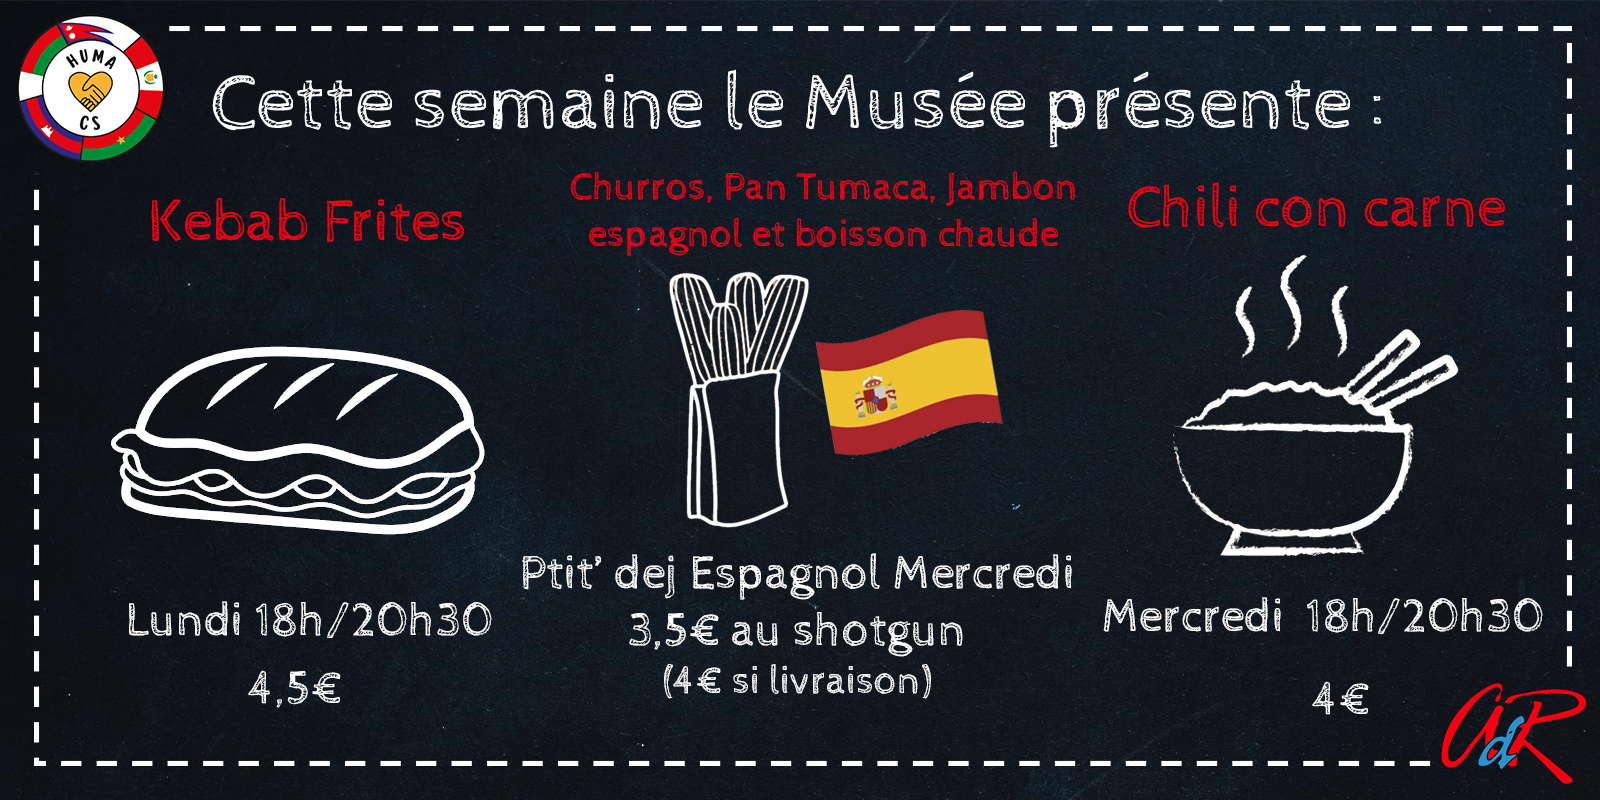 HUMA
CS
Cette semaine le Musée présente :
Kebab Frites
Lundi 18h/20h30
4,5€
Churros, Pan Tumaca, Jambon
espagnol et boisson chaude
Ptit' dej Espagnol Mercredi
3,5€ au shotgun
(4€ si livraison)
Chili con carne
Mercredi 18h/20h30
4€
AdR